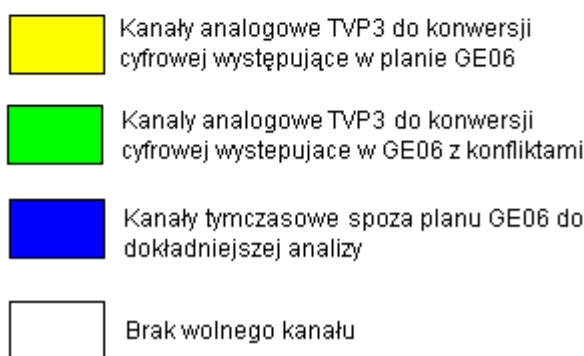 Kanały analogowe TVP3 do konwersji
cyfrowej występujące w planie GE06
Kanaly analogowe TVP3 do konwersji
cyfrowej wystepujace w GE06 z konfliktami
Kanały tymczasowe spoza planu GE06 do
dokładniejszej analizy
Brak wolnego kanału